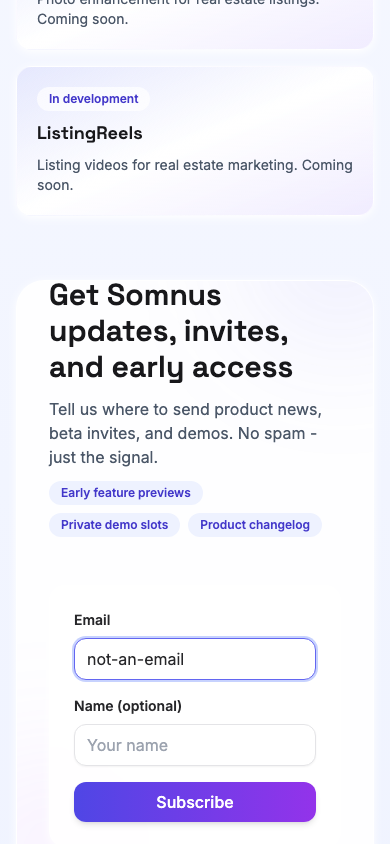 Photo enhancement for real estate listings.
Coming soon.
In development
ListingReels
Listing videos for real estate marketing. Coming
soon.
Get Somnus
updates, invites,
and early access
Tell us where to send product news,
beta invites, and demos. No spam -
just the signal.
Early feature previews
Private demo slots
Product changelog
Email
not-an-email
Name (optional)
Your name
Subscribe